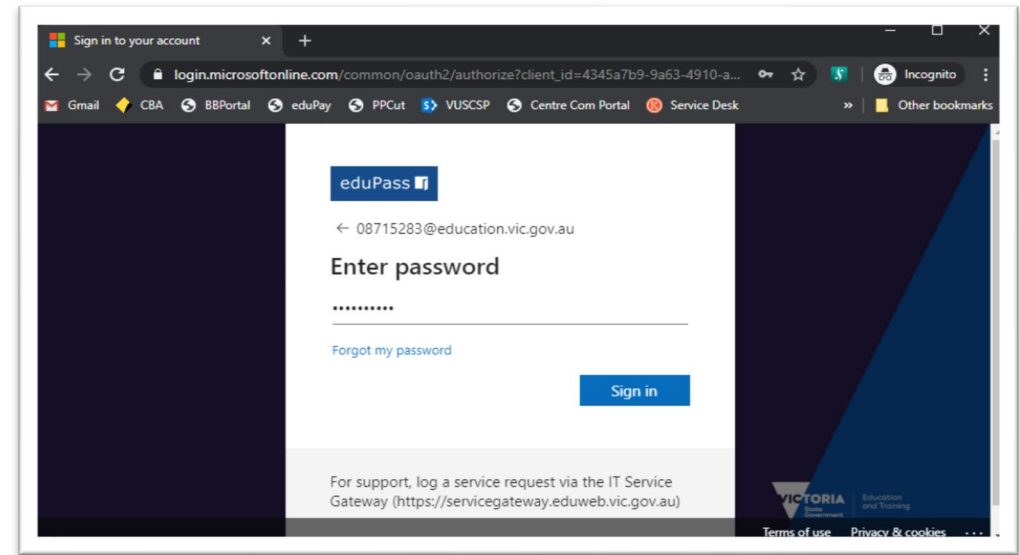 Sign in to your account
login.microsoftonline.com/common/oauth2/authorize?client_id=4345a7b9-9a63-4910-a... Incognito
Gmail CBA BBPortal eduPay PPCut VUSCSP Centre Com Portal Service Desk » Other bookmarks
eduPass
08715283@education.vic.gov.au
Enter password
••••••••••
Forgot my password
Sign in
For support, log a service request via the IT Service
Gateway (https://servicegateway.eduweb.vic.gov.au)
VICTORIA
State
Government
Education
and Training
Terms of use Privacy & cookies ...